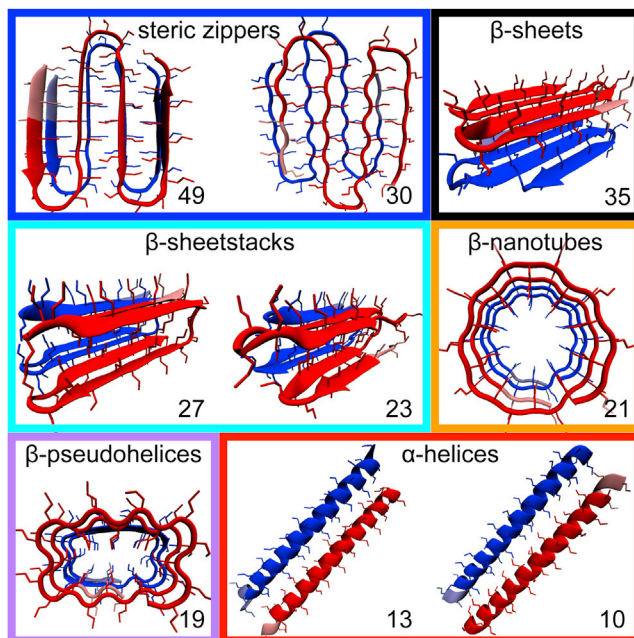 steric zippers
49
30
β-sheets
35
β-sheetstacks
27
23
β-nanotubes
21
β-pseudohelices
19
α-helices
13
10